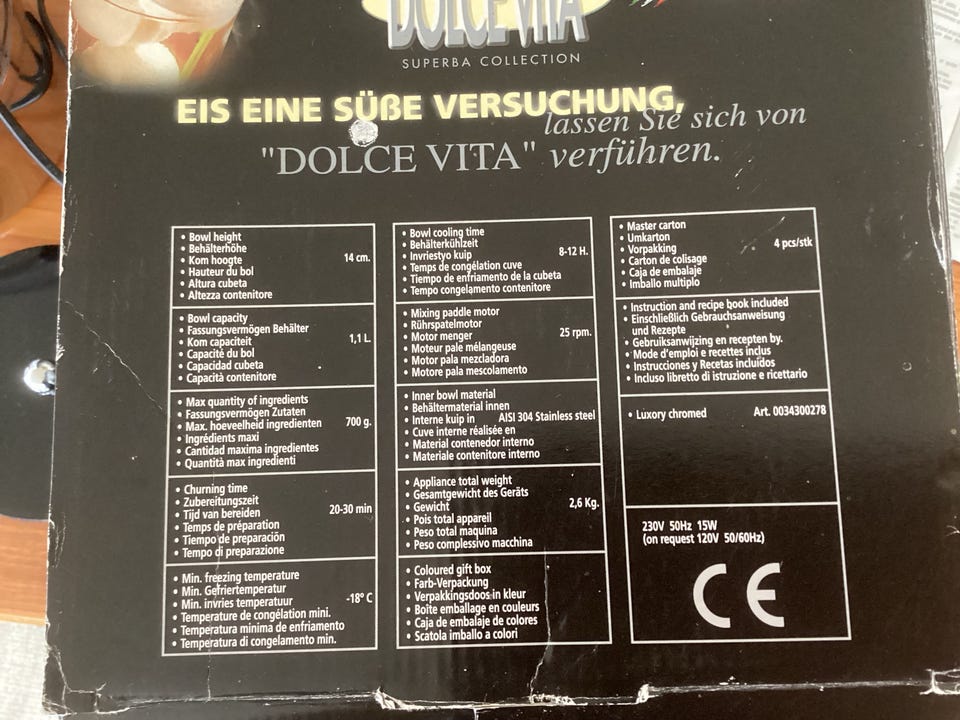 DOLCE VITA
SUPERBA COLLECTION
EIS EINE SÜßE VERSUCHUNG,
lassen Sie sich von
"DOLCE VITA" verführen.
• Bowl height
• Behälterhöhe
• Kom hoogte
• Hauteur du bol
• Altura cubeta
• Altezza contenitore
14 cm.
• Bowl capacity
• Fassungsvermögen Behälter
• Kom capaciteit
• Capacité du bol
• Capacidad cubeta
• Capacità contenitore
1,1 L
• Max quantity of ingredients
• Fassungsvermögen Zutaten
• Max. hoeveelheid ingredienten
• Ingrédients maxi
• Cantidad maxima ingredientes
• Quantità max ingredienti
700 g.
• Churning time
• Zubereitungszeit
• Tijd van bereiden
• Temps de préparation
• Tiempo de preparación
• Tempo di preparazione
20-30 min
• Min. freezing temperature
• Min. Gefriertemperatur
• Min. invries temperatuur
• Temperature de congélation mini.
• Temperatura minima de enfriamento
• Temperatura di congelamento min.
-18° C
• Bowl cooling time
• Behälterkühlzeit
• Invriestyo kuip
• Temps de congélation cuve
• Tiempo de enfriamento de la cubeta
• Tempo congelamento contenitore
8-12 H.
• Mixing paddle motor
• Rührspatelmotor
• Motor menger
• Moteur pale mélangeuse
• Motor pala mezcladora
• Motore pala mescolamento
25 rpm.
• Inner bowl material
• Behältermaterial innen
• Interne kuip in
• Cuve interne réalisée en
• Material contenedor interno
• Materiale contenitore interno
AISI 304 Stainless steel
• Appliance total weight
• Gesamtgewicht des Geräts
• Gewicht
• Pois total appareil
• Peso total maquina
• Peso complessivo macchina
2,6 Kg.
• Coloured gift box
• Farb-Verpackung
• Verpakkingsdoos in kleur
• Boîte emballage en couleurs
• Caja de embalaje de colores
• Scatola imballo a colori
• Master carton
• Umkarton
• Vorpakking
• Carton de colisage
• Caja de embalaje
• Imballo multiplo
4 pcs/stk
• Instruction and recipe book included
• Einschließlich Gebrauchsanweisung
und Rezepte
• Gebruiksanwijzing en recepten by.
• Mode d'emploi e recettes inclus
• Instrucciones y Recetas incluidos
• Incluso libretto di istruzione e ricettario
• Luxory chromed Art. 0034300278
230V 50Hz 15W
(on request 120V 50/60Hz)
CE